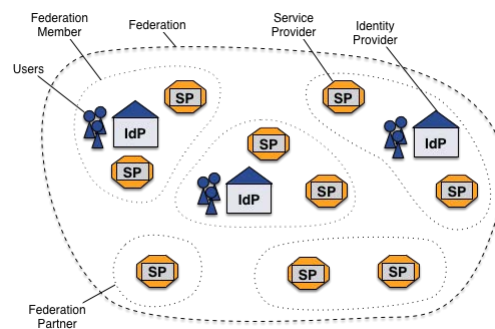 Federation
Member
Federation
Service
Provider
Identity
Provider
Users
SP
SP
IdP
IdP
SP
SP
IdP
SP
SP
SP
SP
SP
Federation
Partner